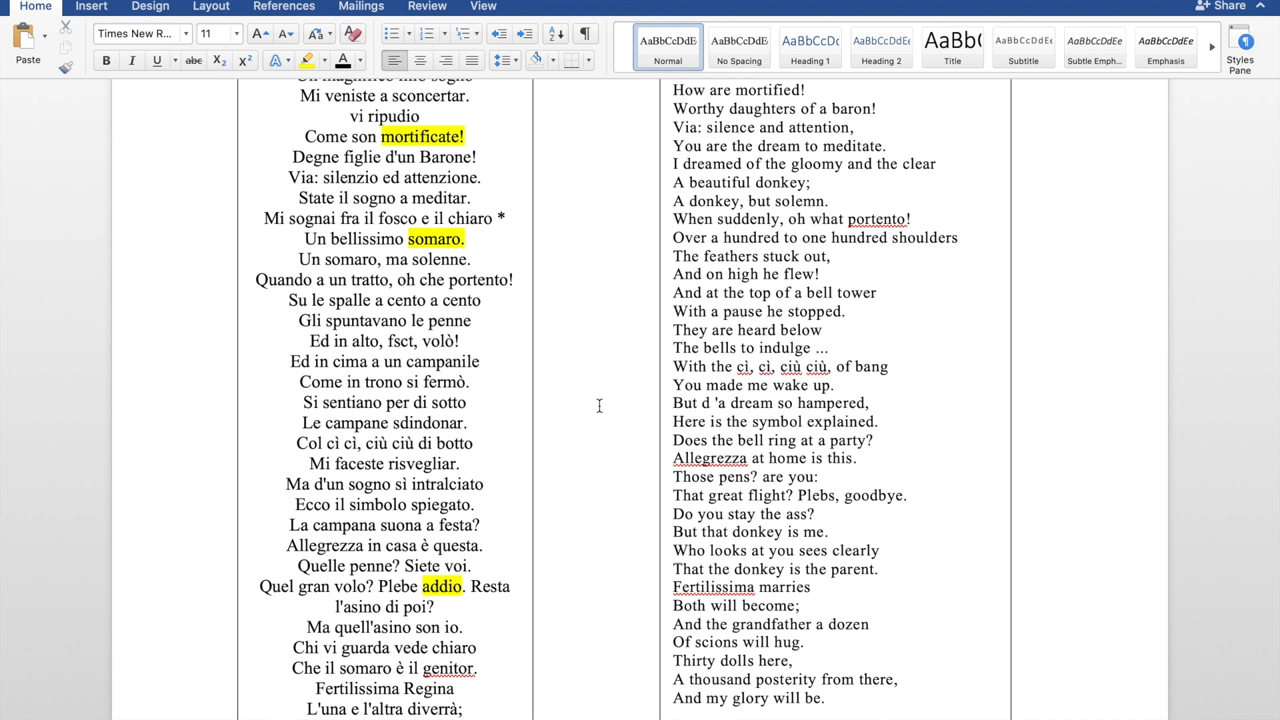 Home Insert Design Layout References Mailings Review View Share
Times New R... 11
Paste
AaBbCcDdE AaBbCcDdE AaBbCcDc AaBbCcDdEe AaBb( AaBbCcDdEe AaBbCcDdEe AaBbCcDdEe
Normal No Spacing Heading 1 Heading 2 Title Subtitle Subtle Emph... Emphasis Styles Pane
Un magnifico mio sogno
Mi veniste a sconcertar.
vi ripudio
Come son mortificate!
Degne figlie d'un Barone!
Via: silenzio ed attenzione.
State il sogno a meditar.
Mi sognai fra il fosco e il chiaro *
Un bellissimo somaro.
Un somaro, ma solenne.
Quando a un tratto, oh che portento!
Su le spalle a cento a cento
Gli spuntavano le penne
Ed in alto, fsct, volò!
Ed in cima a un campanile
Come in trono si fermò.
Si sentiano per di sotto
Le campane sdindonar.
Col cì cì, ciù ciù di botto
Mi faceste risvegliar.
Ma d'un sogno sì intralciato
Ecco il simbolo spiegato.
La campana suona a festa?
Allegrezza in casa è questa.
Quelle penne? Siete voi.
Quel gran volo? Plebe addio. Resta
l'asino di poi?
Ma quell'asino son io.
Chi vi guarda vede chiaro
Che il somaro è il genitor.
Fertilissima Regina
L'una e l'altra diverrà;
How are mortified!
Worthy daughters of a baron!
Via: silence and attention,
You are the dream to meditate.
I dreamed of the gloomy and the clear
A beautiful donkey;
A donkey, but solemn.
When suddenly, oh what portento!
Over a hundred to one hundred shoulders
The feathers stuck out,
And on high he flew!
And at the top of a bell tower
With a pause he stopped.
They are heard below
The bells to indulge ...
With the cì, cì, ciù ciù, of bang
You made me wake up.
But d 'a dream so hampered,
Here is the symbol explained.
Does the bell ring at a party?
Allegrezza at home is this.
Those pens? are you:
That great flight? Plebs, goodbye.
Do you stay the ass?
But that donkey is me.
Who looks at you sees clearly
That the donkey is the parent.
Fertilissima marries
Both will become;
And the grandfather a dozen
Of scions will hug.
Thirty dolls here,
A thousand posterity from there,
And my glory will be.